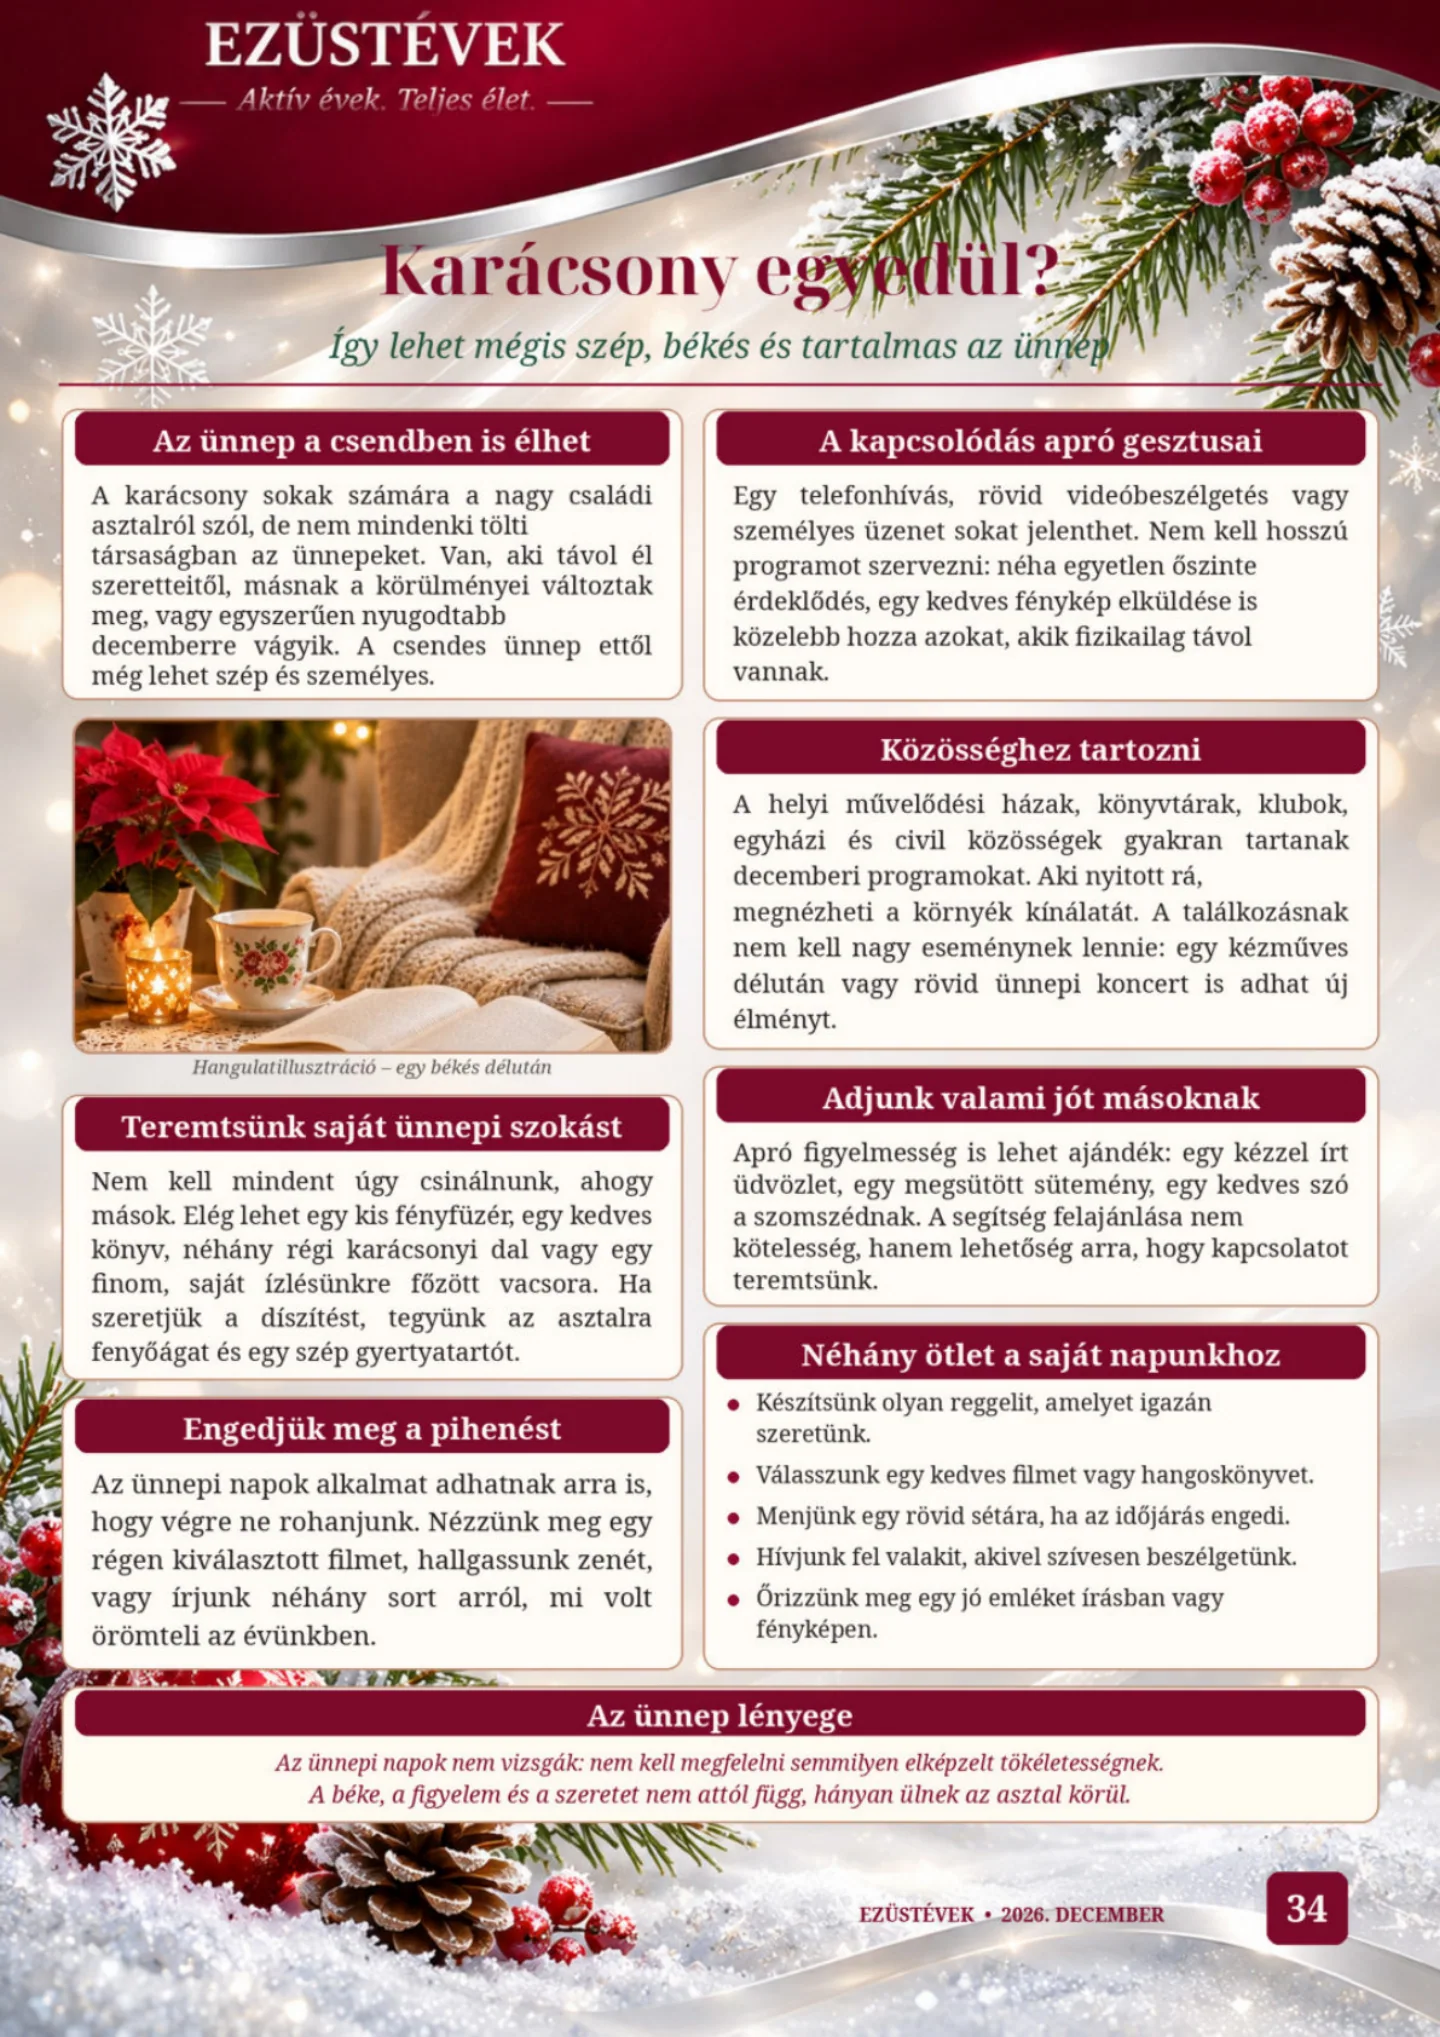 EZÜSTÉVEK
Aktív évek. Teljes élet.
Karácsony egyedül?
Így lehet mégis szép, békés és tartalmas az ünnep
Az ünnep a csendben is élhet
A karácsony sokak számára a nagy családi
asztalról szól, de nem mindenki tölti
társaságban az ünnepeket. Van, aki távol él
szeretteitől, másnak a körülményei változtak
meg, vagy egyszerűen nyugodtabb
decemberre vágyik. A csendes ünnep ettől
még lehet szép és személyes.
Hangulatillusztráció – egy békés délután
Teremtsünk saját ünnepi szokást
Nem kell mindent úgy csinálnunk, ahogy
mások. Elég lehet egy kis fényfüzér, egy kedves
könyv, néhány régi karácsonyi dal vagy egy
finom, saját ízlésünkre főzött vacsora. Ha
szeretjük a díszítést, tegyünk az asztalra
fenyőágat és egy szép gyertyatartót.
Engedjük meg a pihenést
Az ünnepi napok alkalmat adhatnak arra is,
hogy végre ne rohanjunk. Nézzünk meg egy
régen kiválasztott filmet, hallgassunk zenét,
vagy írjunk néhány sort arról, mi volt
örömteli az évünkben.
A kapcsolódás apró gesztusai
Egy telefonhívás, rövid videóbeszélgetés vagy
személyes üzenet sokat jelenthet. Nem kell hosszú
programot szervezni: néha egyetlen őszinte
érdeklődés, egy kedves fénykép elküldése is
közelebb hozza azokat, akik fizikailag távol
vannak.
Közösséghez tartozni
A helyi művelődési házak, könyvtárak, klubok,
egyházi és civil közösségek gyakran tartanak
decemberi programokat. Aki nyitott rá,
megnézheti a környék kínálatát. A találkozásnak
nem kell nagy eseménynek lennie: egy kézműves
délután vagy rövid ünnepi koncert is adhat új
élményt.
Adjunk valami jót másoknak
Apró figyelmesség is lehet ajándék: egy kézzel írt
üdvözlet, egy megsütött sütemény, egy kedves szó
a szomszédnak. A segítség felajánlása nem
kötelesség, hanem lehetőség arra, hogy kapcsolatot
teremtsünk.
Néhány ötlet a saját napunkhoz
• Készítsünk olyan reggelit, amelyet igazán
szeretünk.
• Válasszunk egy kedves filmet vagy hangoskönyvet.
• Menjünk egy rövid sétára, ha az időjárás engedi.
• Hívjunk fel valakit, akivel szívesen beszélgetünk.
• Őrizzünk meg egy jó emléket írásban vagy
fényképen.
Az ünnep lényege
Az ünnepi napok nem vizsgák: nem kell megfelelni semmilyen elképzelt tökéletességnek.
A béke, a figyelem és a szeretet nem attól függ, hányan ülnek az asztal körül.
EZÜSTÉVEK • 2026. DECEMBER
34